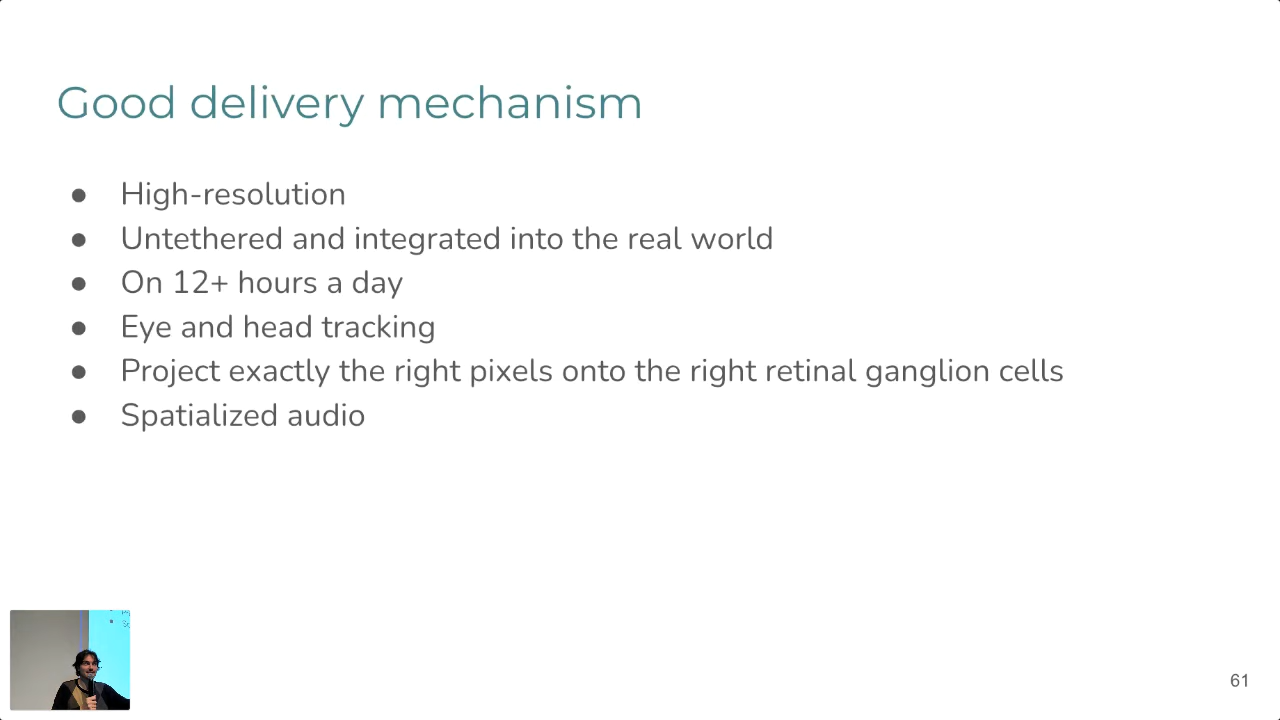 Good delivery mechanism
● High-resolution
● Untethered and integrated into the real world
● On 12+ hours a day
● Eye and head tracking
● Project exactly the right pixels onto the right retinal ganglion cells
● Spatialized audio
61